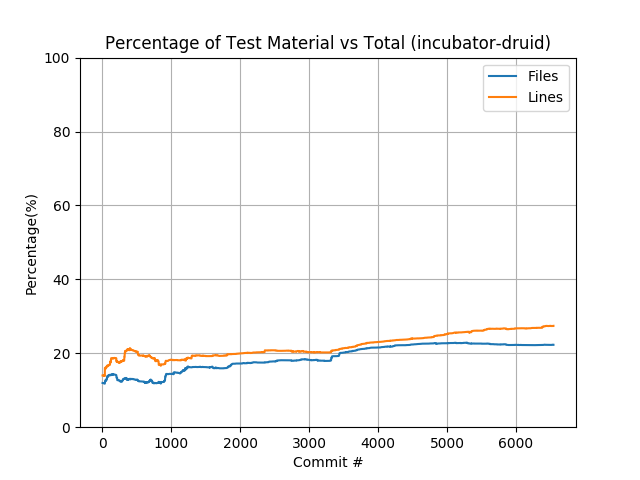 Percentage of Test Material vs Total (incubator-druid)
Files
Lines
100
80
60
40
20
0
Percentage(%)
0 1000 2000 3000 4000 5000 6000
Commit #